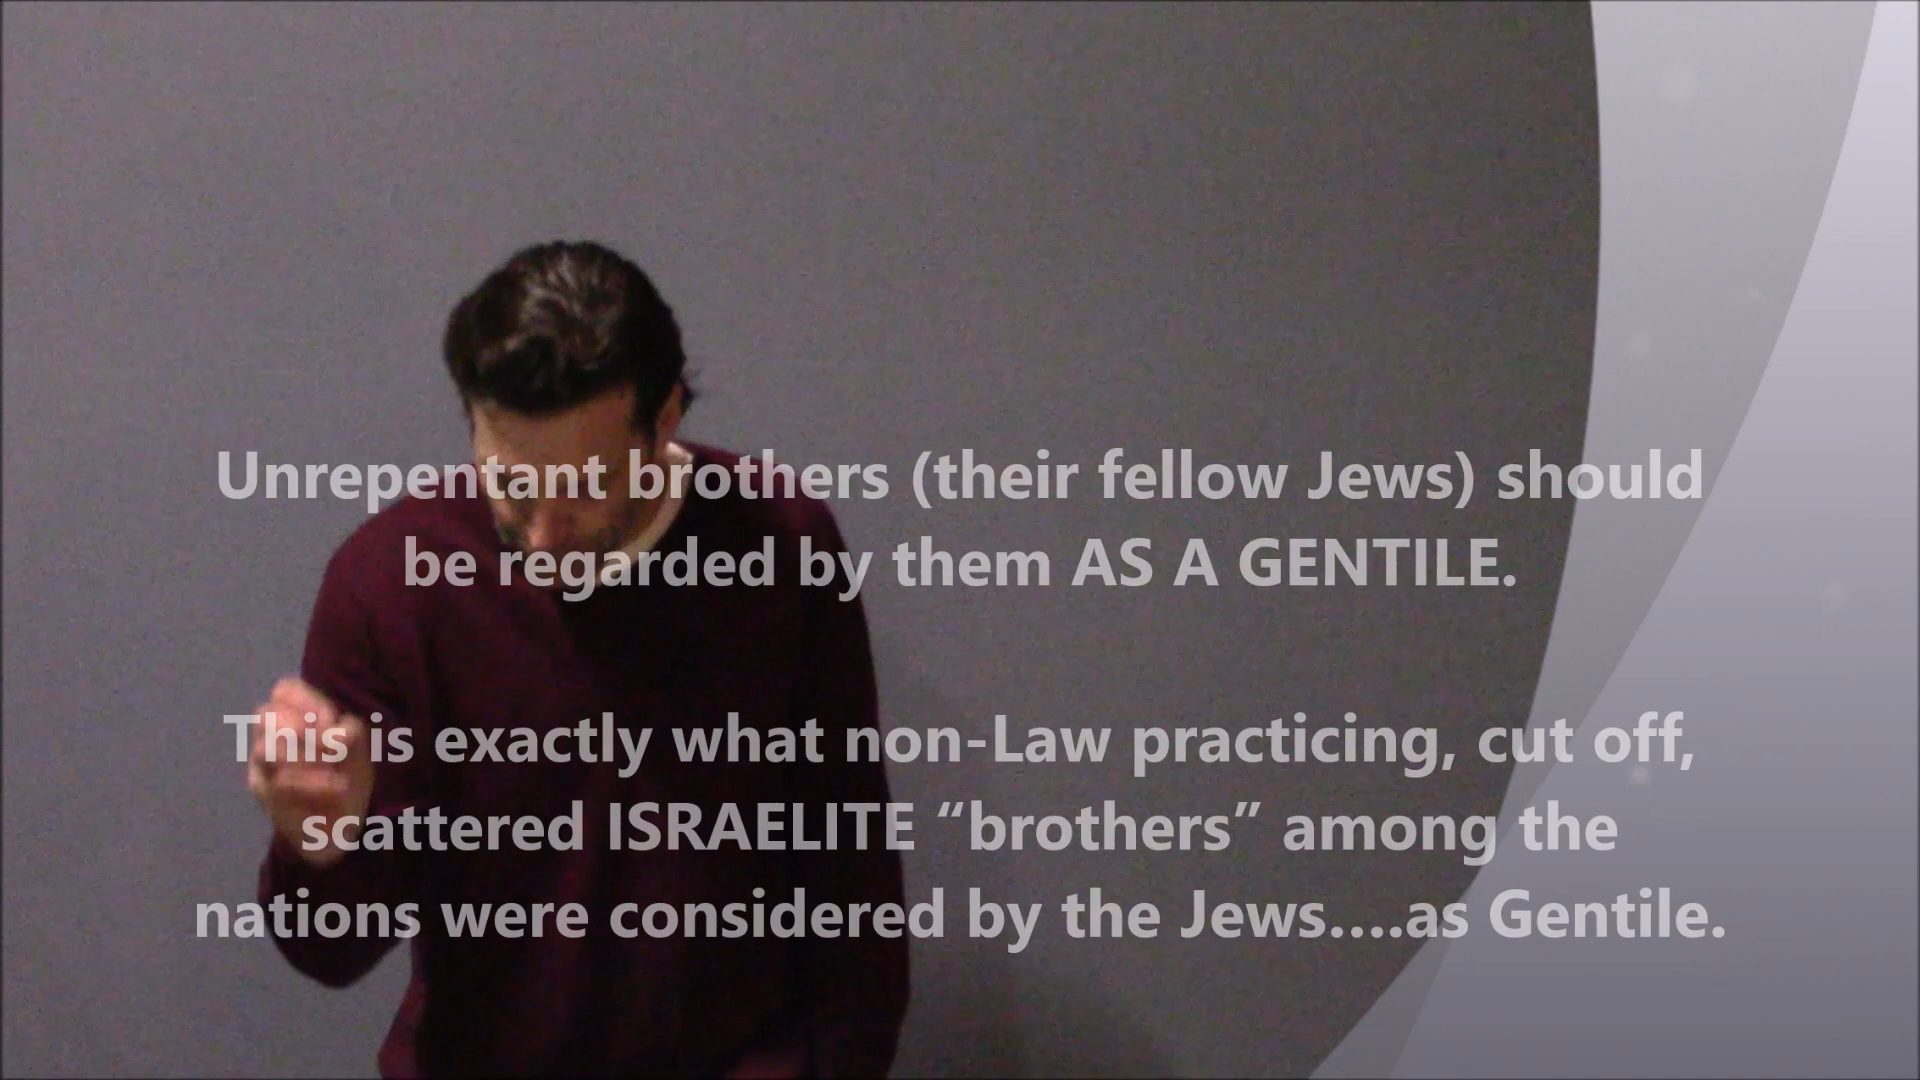 Unrepentant brothers (their fellow Jews) should
be regarded by them AS A GENTILE.
This is exactly what non-Law practicing, cut off,
scattered ISRAELITE “brothers” among the
nations were considered by the Jews....as Gentile.